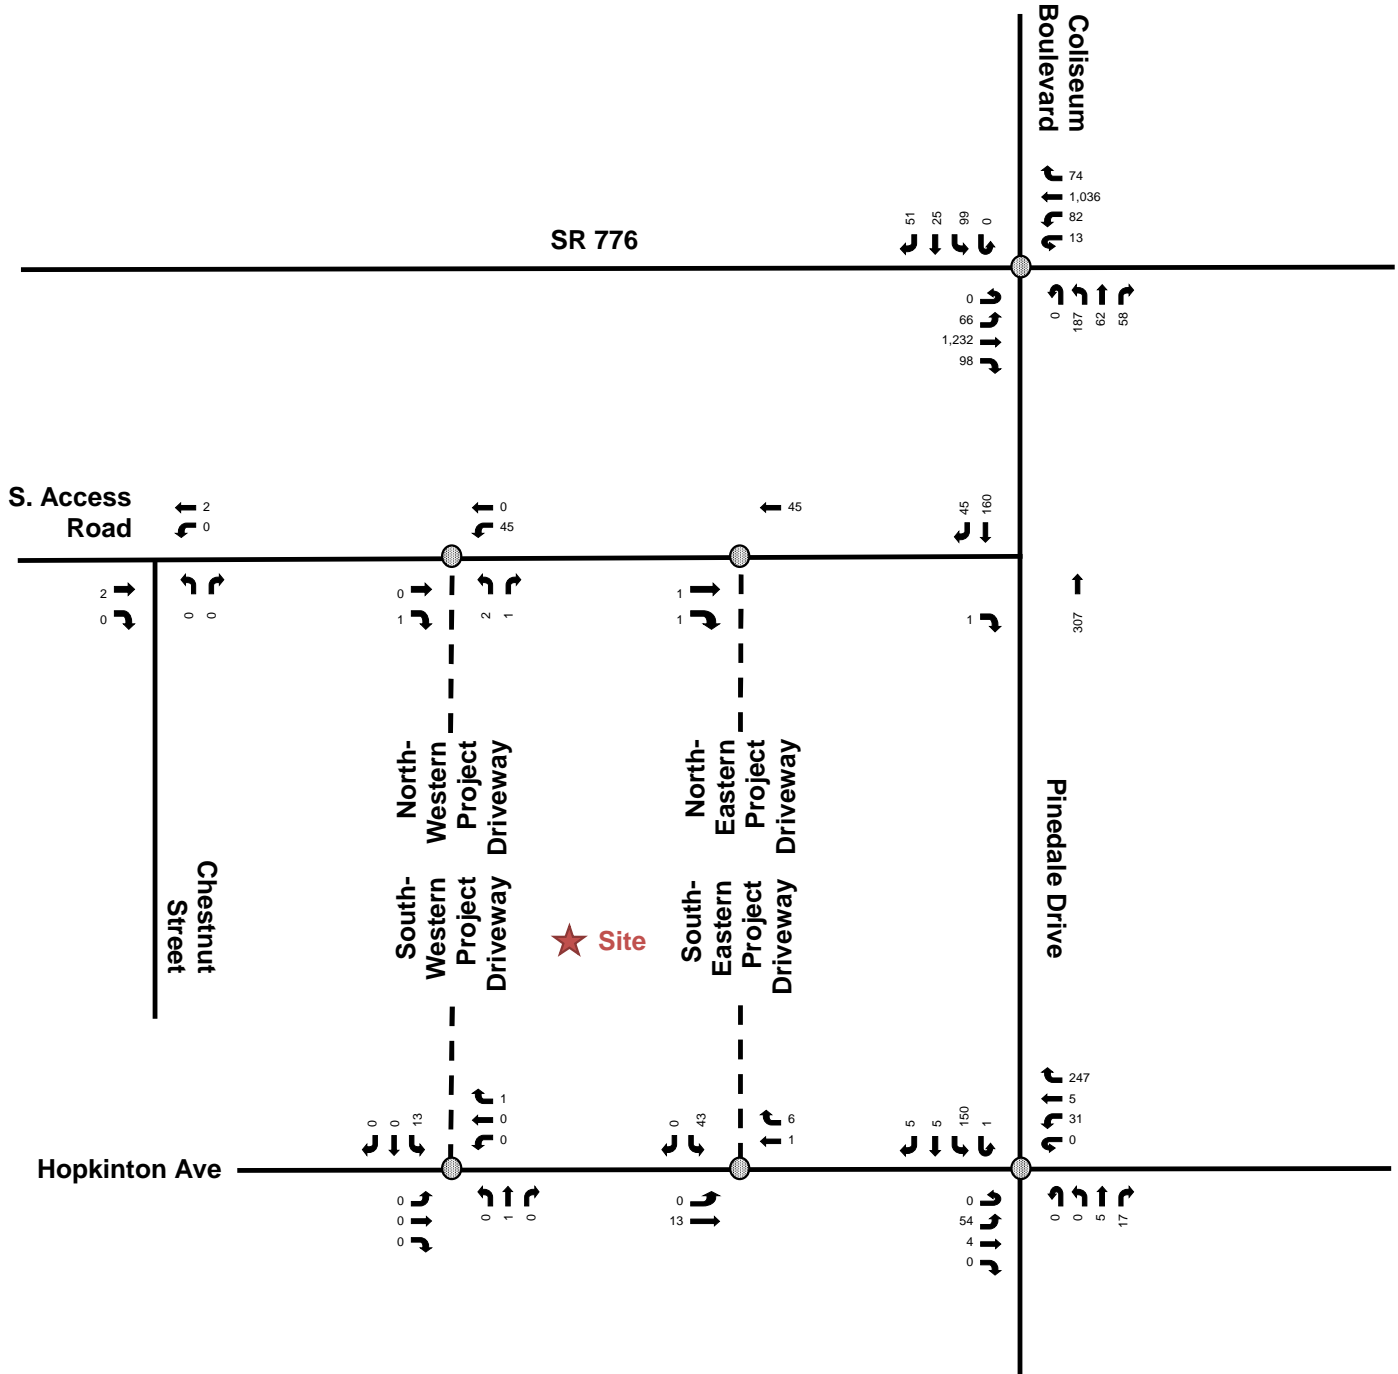 Coliseum
Boulevard
74
1,036
82
13
51
25
99
0
SR 776
0
66
1,232
98
0
187
62
58
S. Access
Road
2
0
0
45
45
45
160
2
0
0
0
0
1
2
1
1
1
1
307
North-
Western
Project
Driveway
North-
Eastern
Project
Driveway
Pinedale Drive
Chestnut
Street
South-
Western
Project
Driveway
Site
South-
Eastern
Project
Driveway
247
5
31
0
0
0
13
1
0
0
0
43
6
1
5
5
150
1
Hopkinton Ave
0
0
0
0
1
0
0
13
0
54
4
0
0
0
5
17